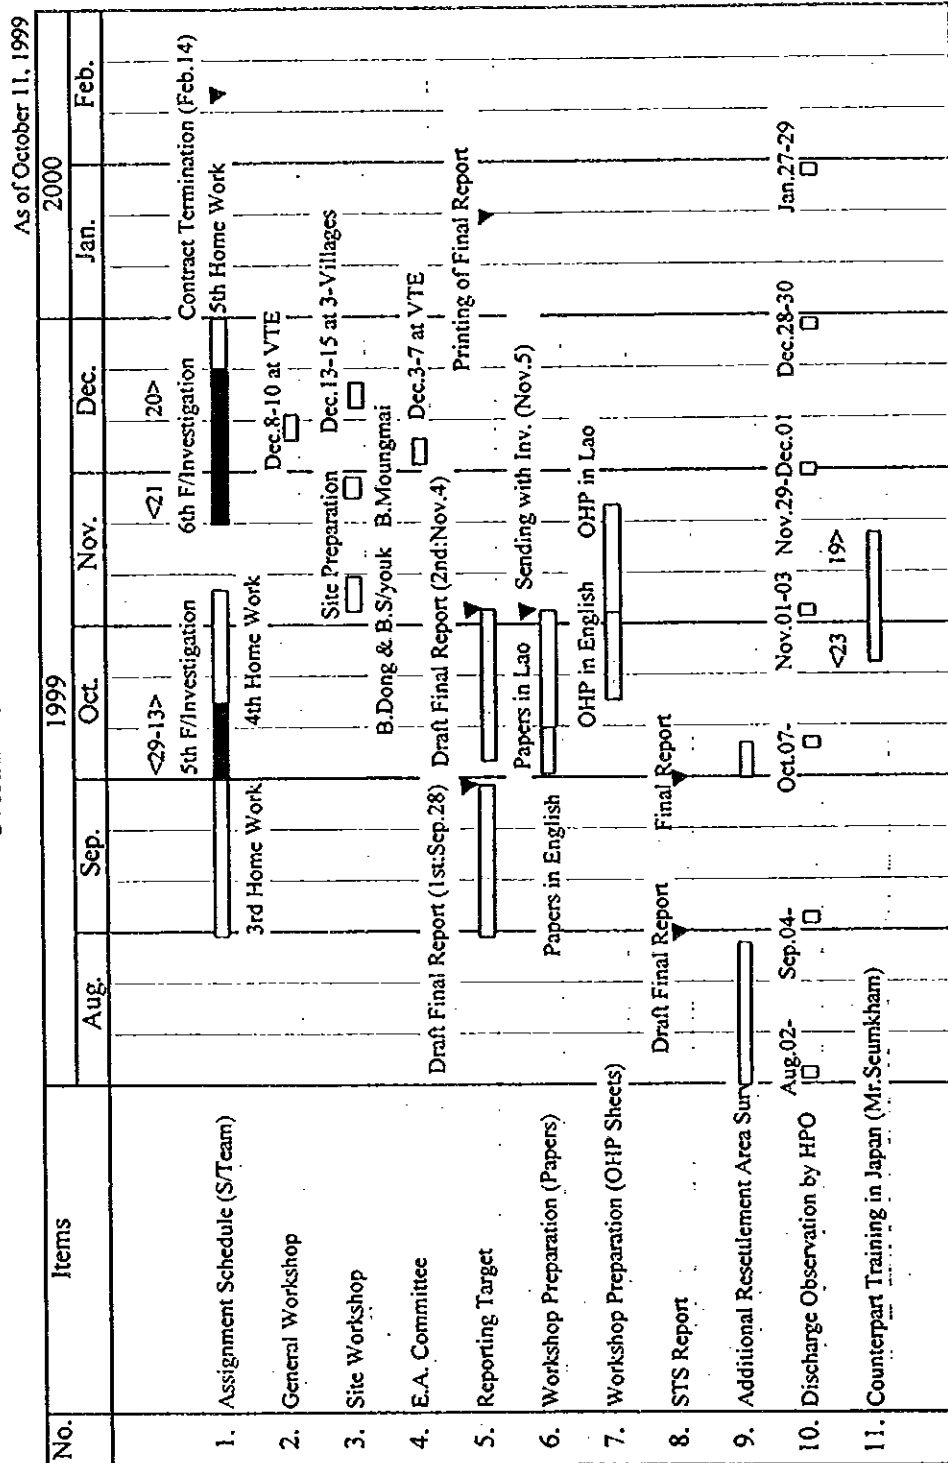 As of October 11, 1999
No. Items 1999 2000
Aug. Sep. Oct. Nov. Dec. Jan. Feb.
<29-13> <21 20>
5th F/Investigation 6th F/Investigation Contract Termination (Feb.14)
1. Assignment Schedule (S/Team)
3rd Home Work 4th Home Work 5th Home Work
2. General Workshop Dec.8-10 at VTE
Site Preparation Dec.13-15 at 3-Villages
3. Site Workshop
B.Dong & B.S/youk B.Moungmai
4. E.A. Committee Dec.3-7 at VTE
Draft Final Report (1st:Sep.28) Draft Final Report (2nd:Nov.4) Printing of Final Report
5. Reporting Target
Papers in Lao Sending with Inv. (Nov.5)
6. Workshop Preparation (Papers) Papers in English
OHP in English OHP in Lao
7. Workshop Preparation (OHP Sheets)
Draft Final Report Final Report
8. STS Report
9. Additional Resettlement Area Sur
Aug.02- Sep.04- Oct.07- Nov.01-03 Nov.29-Dec.01 Dec.28-30 Jan.27-29
10. Discharge Observation by HPO
<23 19>
11. Counterpart Training in Japan (Mr.Seumkham)